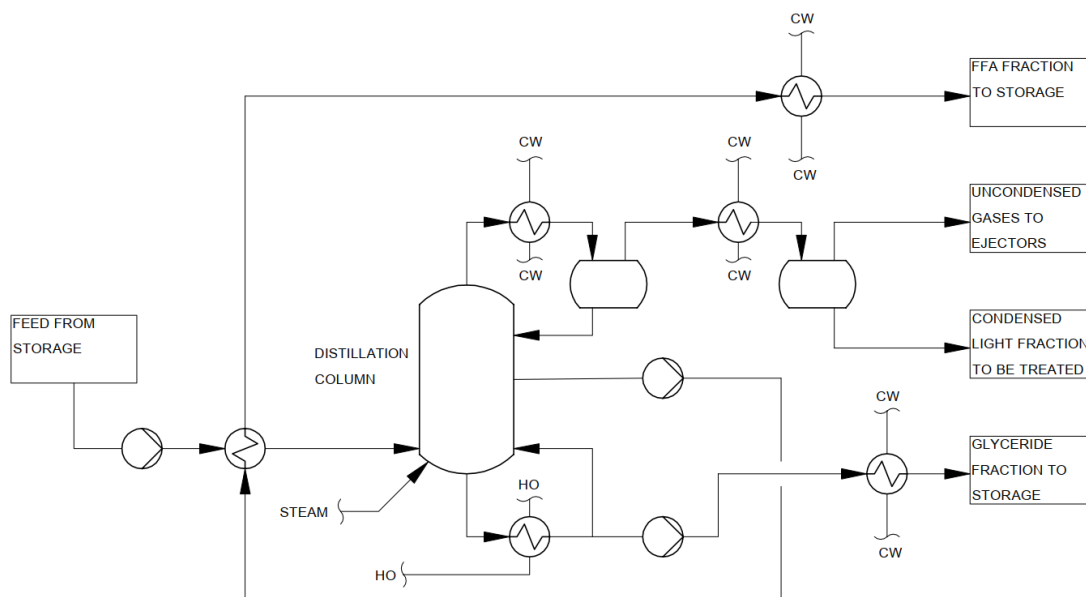 CW
FFA FRACTION
TO STORAGE
CW
CW
CW
UNCONDENSED
GASES TO
EJECTORS
CW
CW
FEED FROM
STORAGE
DISTILLATION
COLUMN
CONDENSED
LIGHT FRACTION
TO BE TREATED
CW
GLYCERIDE
FRACTION TO
STORAGE
STEAM
HO
HO
CW